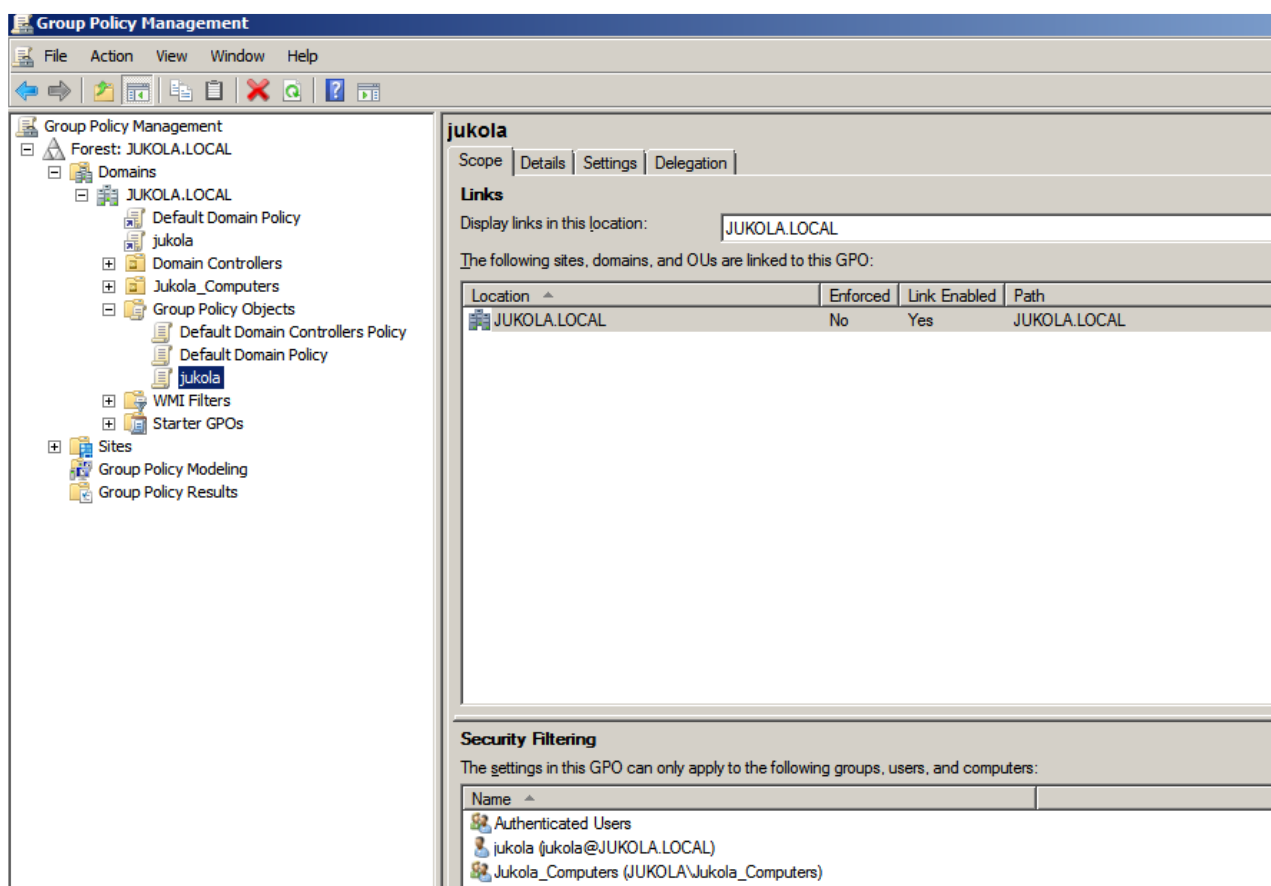 Group Policy Management
File Action View Window Help
Group Policy Management
Forest: JUKOLA.LOCAL
Domains
JUKOLA.LOCAL
Default Domain Policy
jukola
Domain Controllers
Jukola_Computers
Group Policy Objects
Default Domain Controllers Policy
Default Domain Policy
jukola
WMI Filters
Starter GPOs
Sites
Group Policy Modeling
Group Policy Results
jukola
Scope Details Settings Delegation
Links
Display links in this location: JUKOLA.LOCAL
The following sites, domains, and OUs are linked to this GPO:
Location Enforced Link Enabled Path
JUKOLA.LOCAL No Yes JUKOLA.LOCAL
Security Filtering
The settings in this GPO can only apply to the following groups, users, and computers:
Name
Authenticated Users
jukola (jukola@JUKOLA.LOCAL)
Jukola_Computers (JUKOLA\Jukola_Computers)